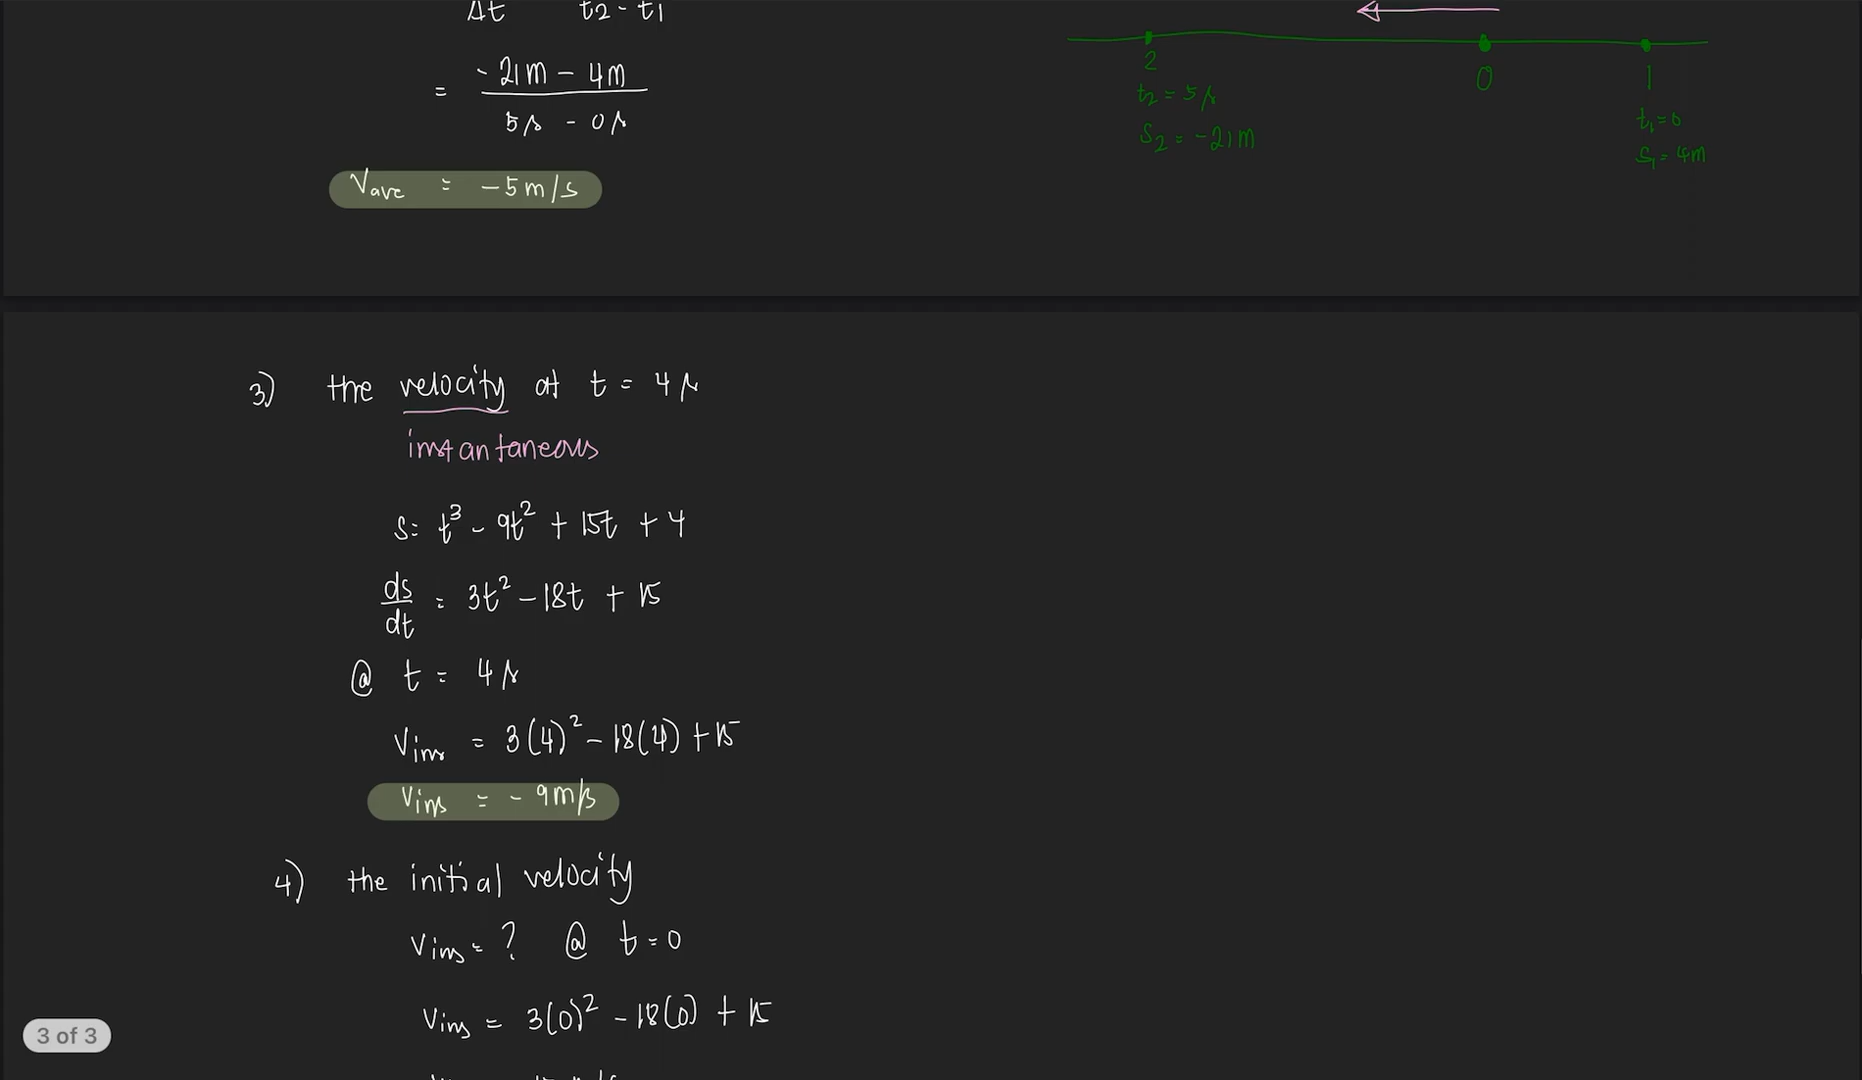 Δt t2 - t1
= -21m - 4m
5s - 0s
Vave = -5m/s
2
t2 = 5s
S2 = -21m
0
1
t1 = 0
S1 = 4m
3) the velocity at t = 4s
instantaneous
s = t³ - 9t² + 15t + 4
ds/dt = 3t² - 18t + 15
@ t = 4s
Vins = 3(4)² - 18(4) + 15
Vins = -9m/s
4) the initial velocity
Vins = ? @ t = 0
Vins = 3(0)² - 18(0) + 15
3 of 3